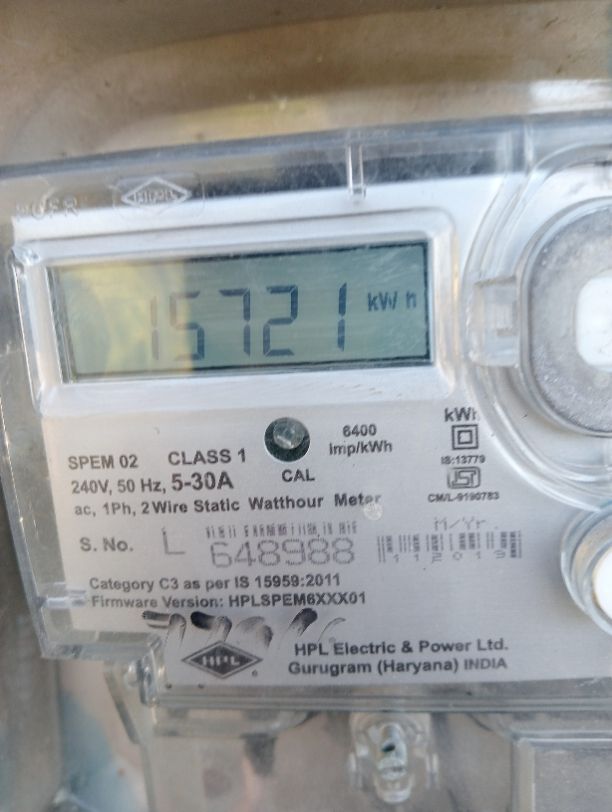 15721 kWh
SPEM 02 CLASS 1
6400
Imp/kWh
kWh
240V, 50 Hz, 5-30A
CAL
IS:13779
CM/L-9190783
ac, 1Ph, 2 Wire Static Watthour Meter
M/Yr.
S. No. L 648988
Category C3 as per IS 15959:2011
Firmware Version: HPLSPEM6XXX01
HPL
HPL Electric & Power Ltd.
Gurugram (Haryana) INDIA